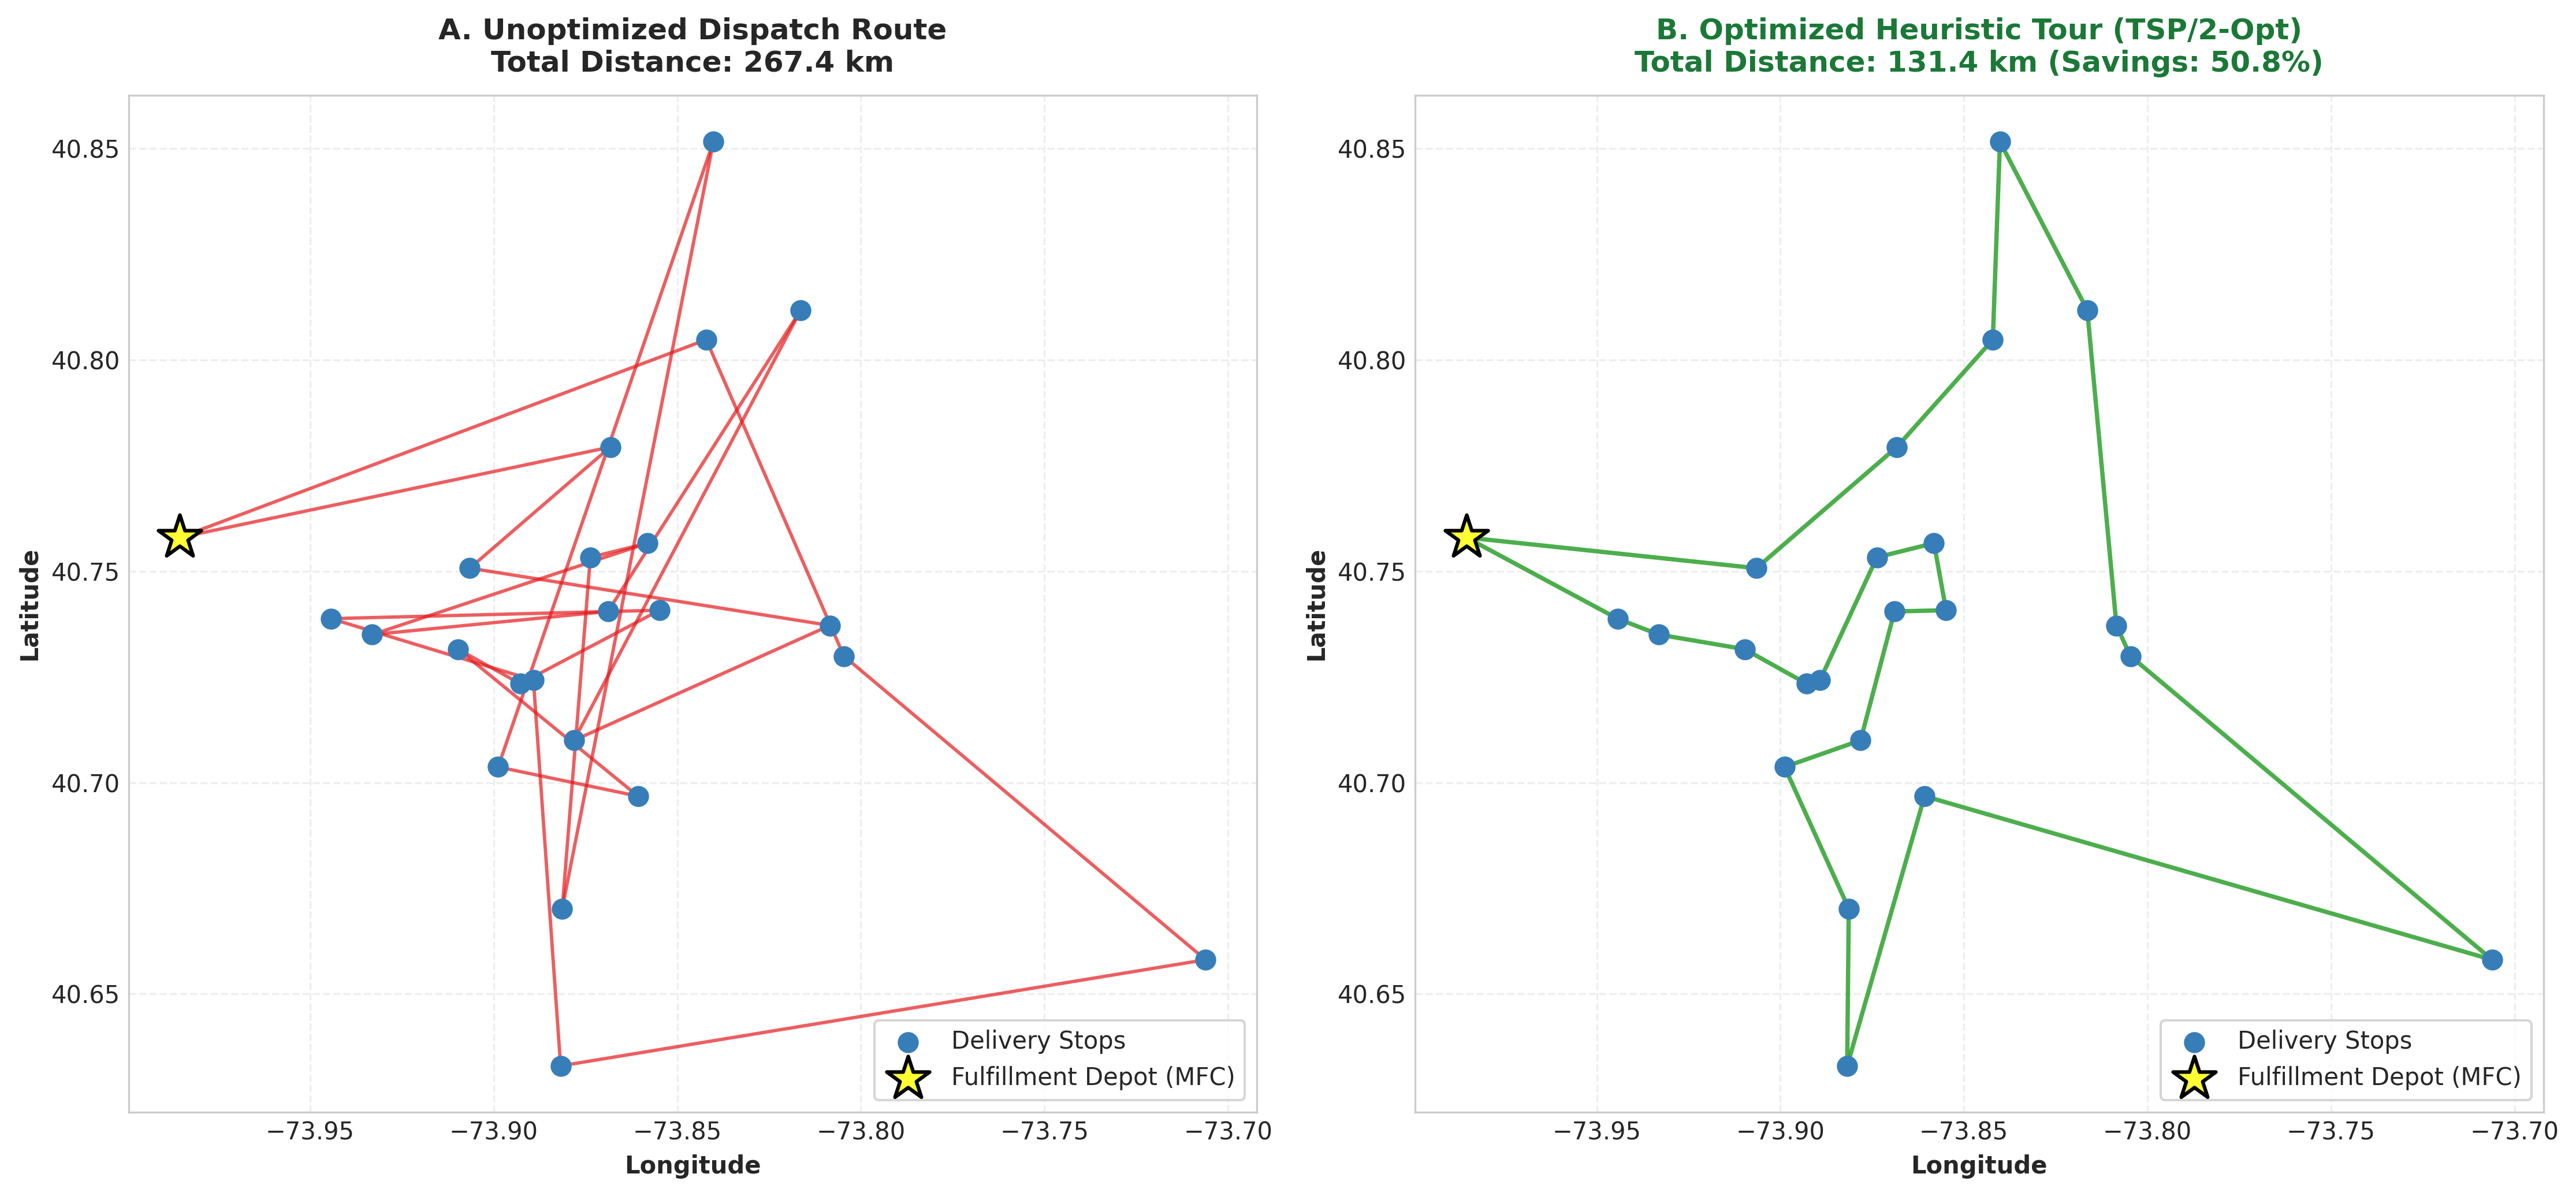 A. Unoptimized Dispatch Route
Total Distance: 267.4 km
40.85
40.80
40.75
40.70
40.65
Latitude
Delivery Stops
Fulfillment Depot (MFC)
−73.95
−73.90
−73.85
−73.80
−73.75
−73.70
Longitude
B. Optimized Heuristic Tour (TSP/2-Opt)
Total Distance: 131.4 km (Savings: 50.8%)
40.85
40.80
40.75
40.70
40.65
Latitude
Delivery Stops
Fulfillment Depot (MFC)
−73.95
−73.90
−73.85
−73.80
−73.75
−73.70
Longitude